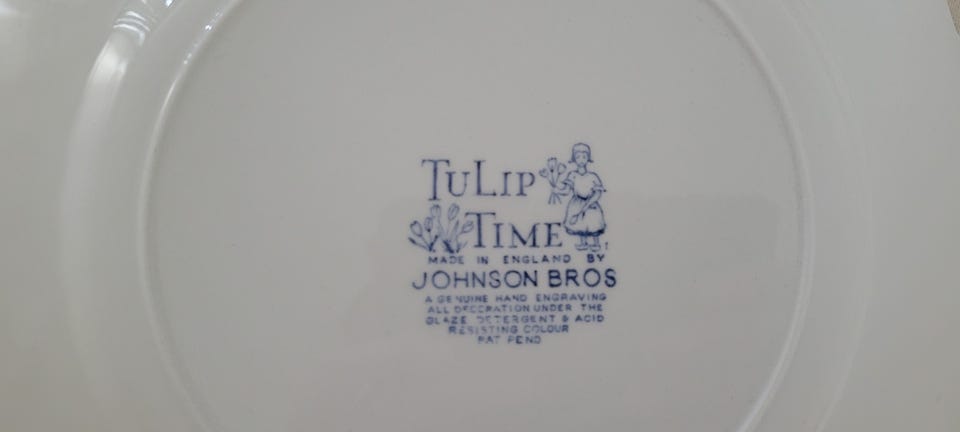 TULIP
TIME
MADE IN ENGLAND BY
JOHNSON BROS
A GENUINE HAND ENGRAVING
ALL DECORATION UNDER THE
GLAZE DETERGENT & ACID
RESISTING COLOUR
PAT PEND